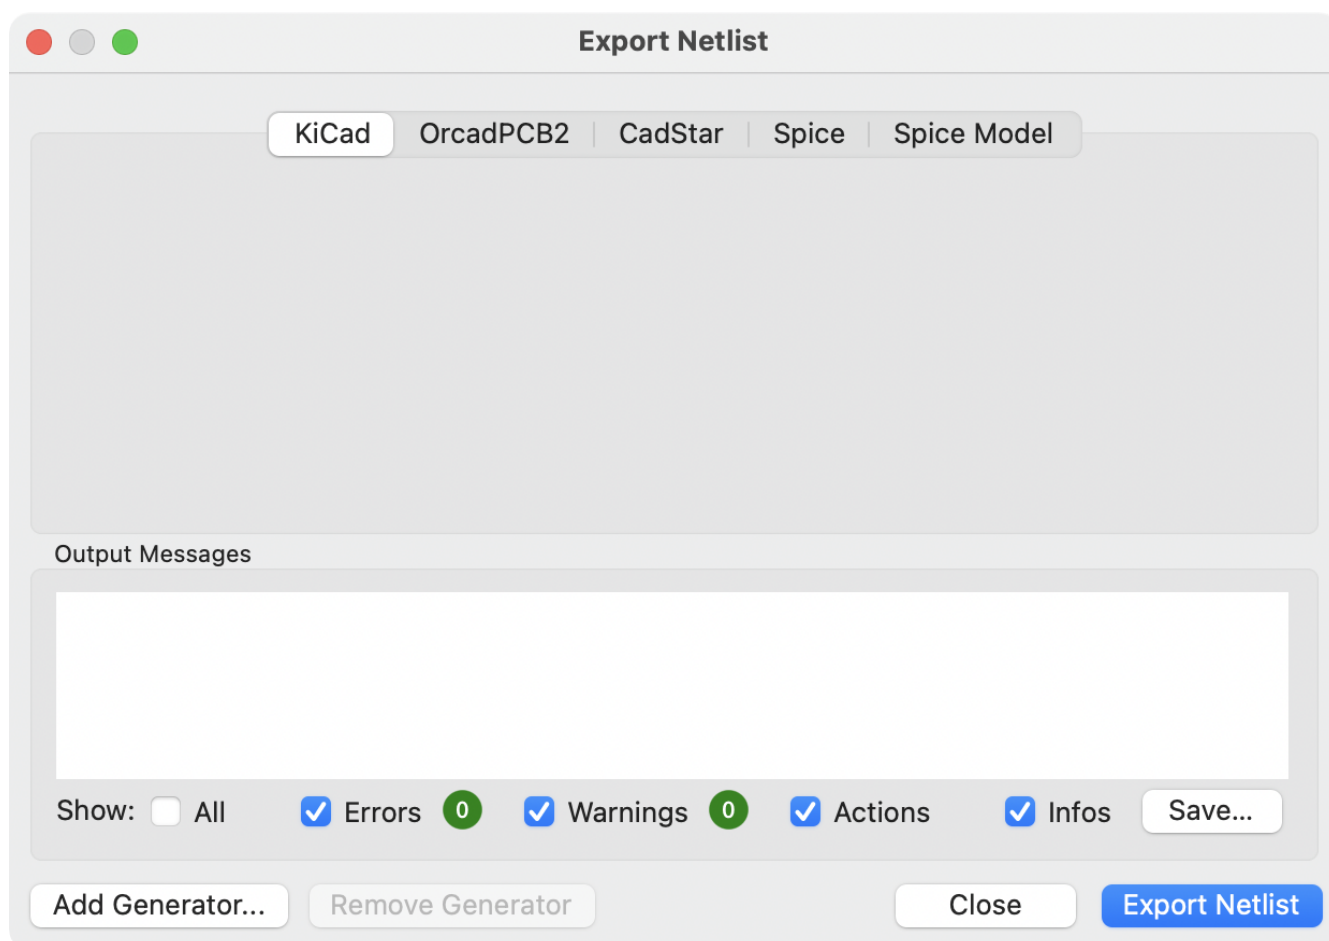 Export Netlist
KiCad OrcadPCB2 CadStar Spice Spice Model
Output Messages
Show: All Errors 0 Warnings 0 Actions Infos Save...
Add Generator... Remove Generator Close Export Netlist